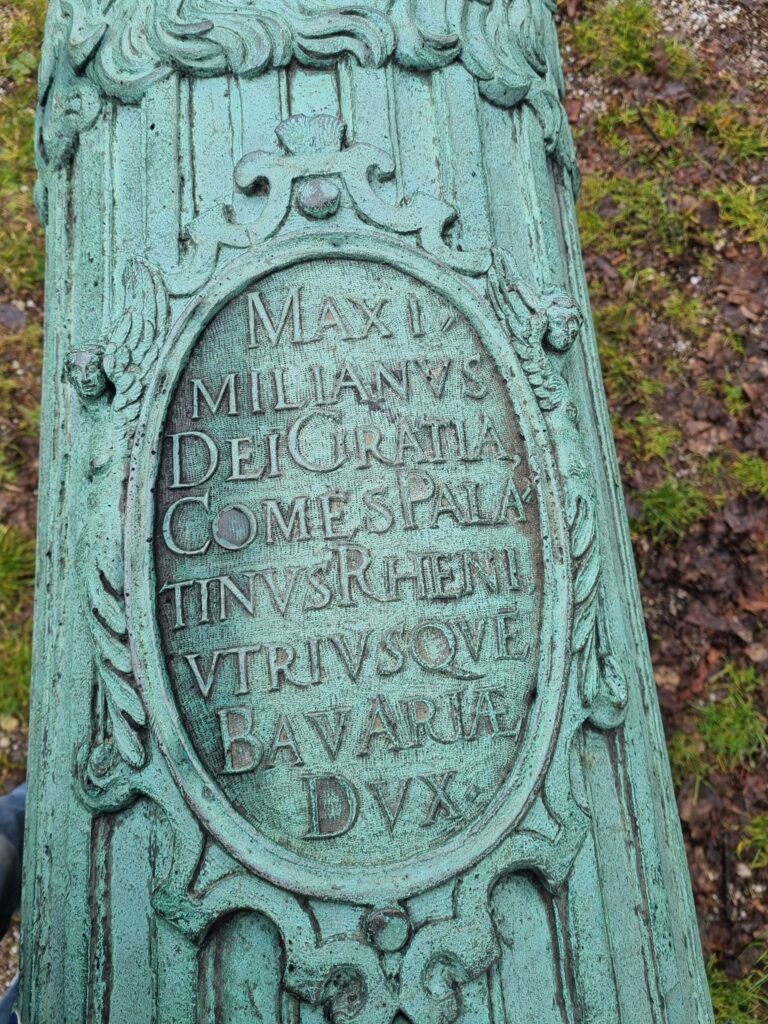 MAXI-
MILIANVS
DEI GRATIA
COMES PALA-
TINVS RHENI
VTRIVSQVE
BAVARIÆ
DVX.